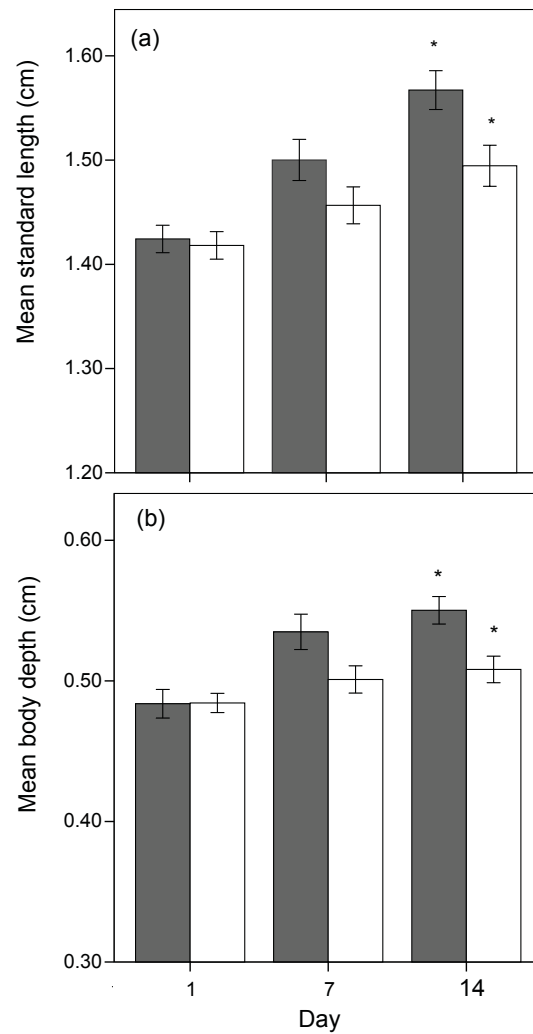 (a)
Mean standard length (cm)
1.60
1.50
1.40
1.30
1.20
*
*
(b)
Mean body depth (cm)
0.60
0.50
0.40
0.30
*
*
1 7 14
Day